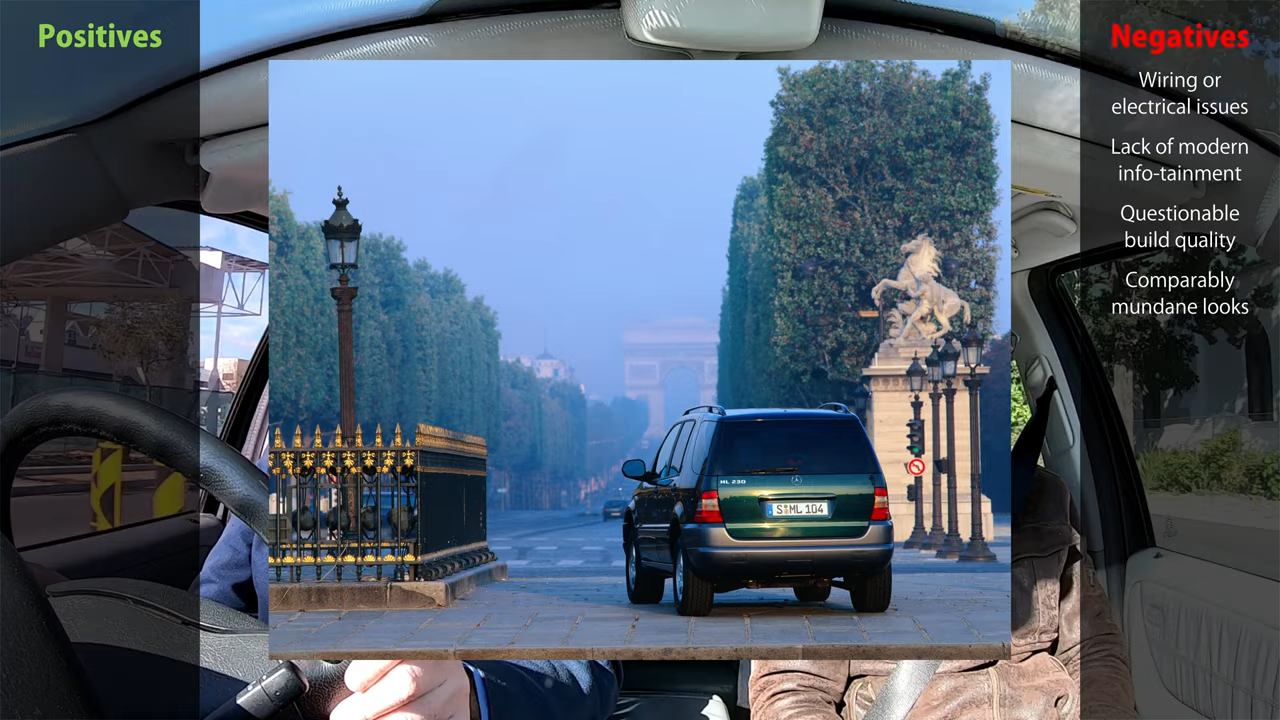 Positives
Negatives
Wiring or
electrical issues
Lack of modern
info-tainment
Questionable
build quality
Comparably
mundane looks
ML 230
S ML 104